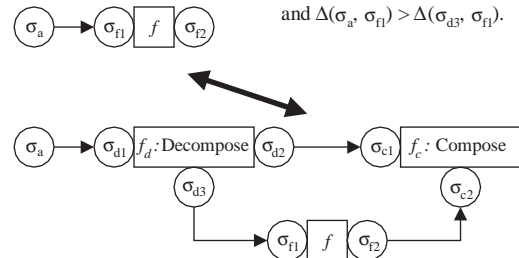 and Δ(σa, σf1) > Δ(σd3, σf1).
σa σf1 f σf2
σa σd1 fd: Decompose σd2 σc1 fc: Compose
σd3 σc2
σf1 f σf2